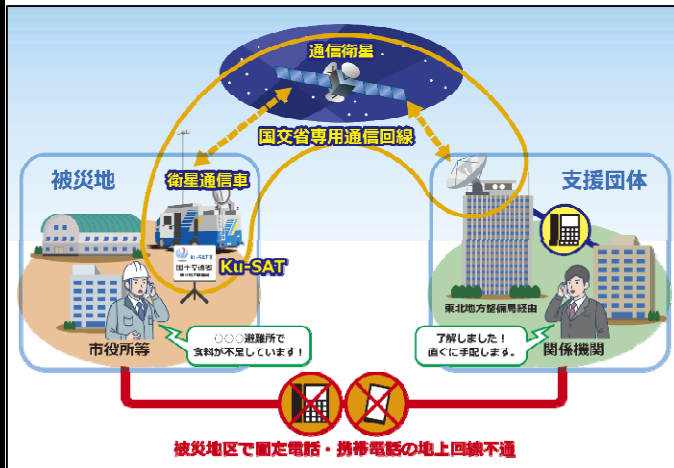 通信衛星
国交省専用通信回線
被災地
衛星通信車
支援団体
Ku-SATⅡ
国土交通省
Ku-SAT
東北地方整備局経由
市役所等
○○○避難所で
食料が不足しています!
了解しました!
直ぐに手配します。
関係機関
被災地区で固定電話・携帯電話の地上回線不通